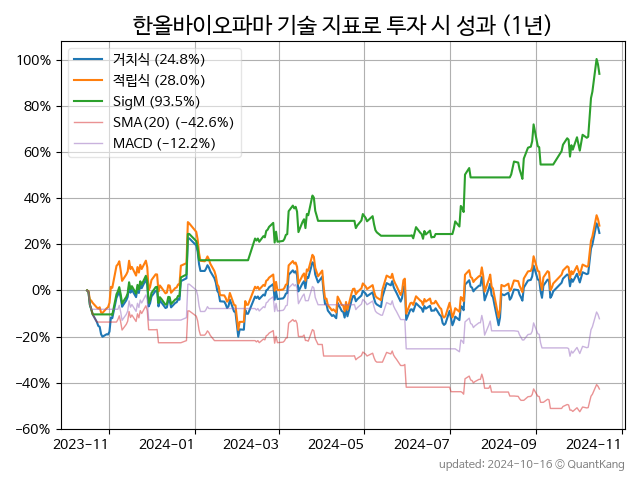 한올바이오파마 기술 지표로 투자 시 성과 (1년)
거치식 (24.8%)
적립식 (28.0%)
SigM (93.5%)
SMA(20) (−42.6%)
MACD (−12.2%)
100%
80%
60%
40%
20%
0%
−20%
−40%
−60%
2023-11 2024-01 2024-03 2024-05 2024-07 2024-09 2024-11
updated: 2024-10-16 © QuantKang